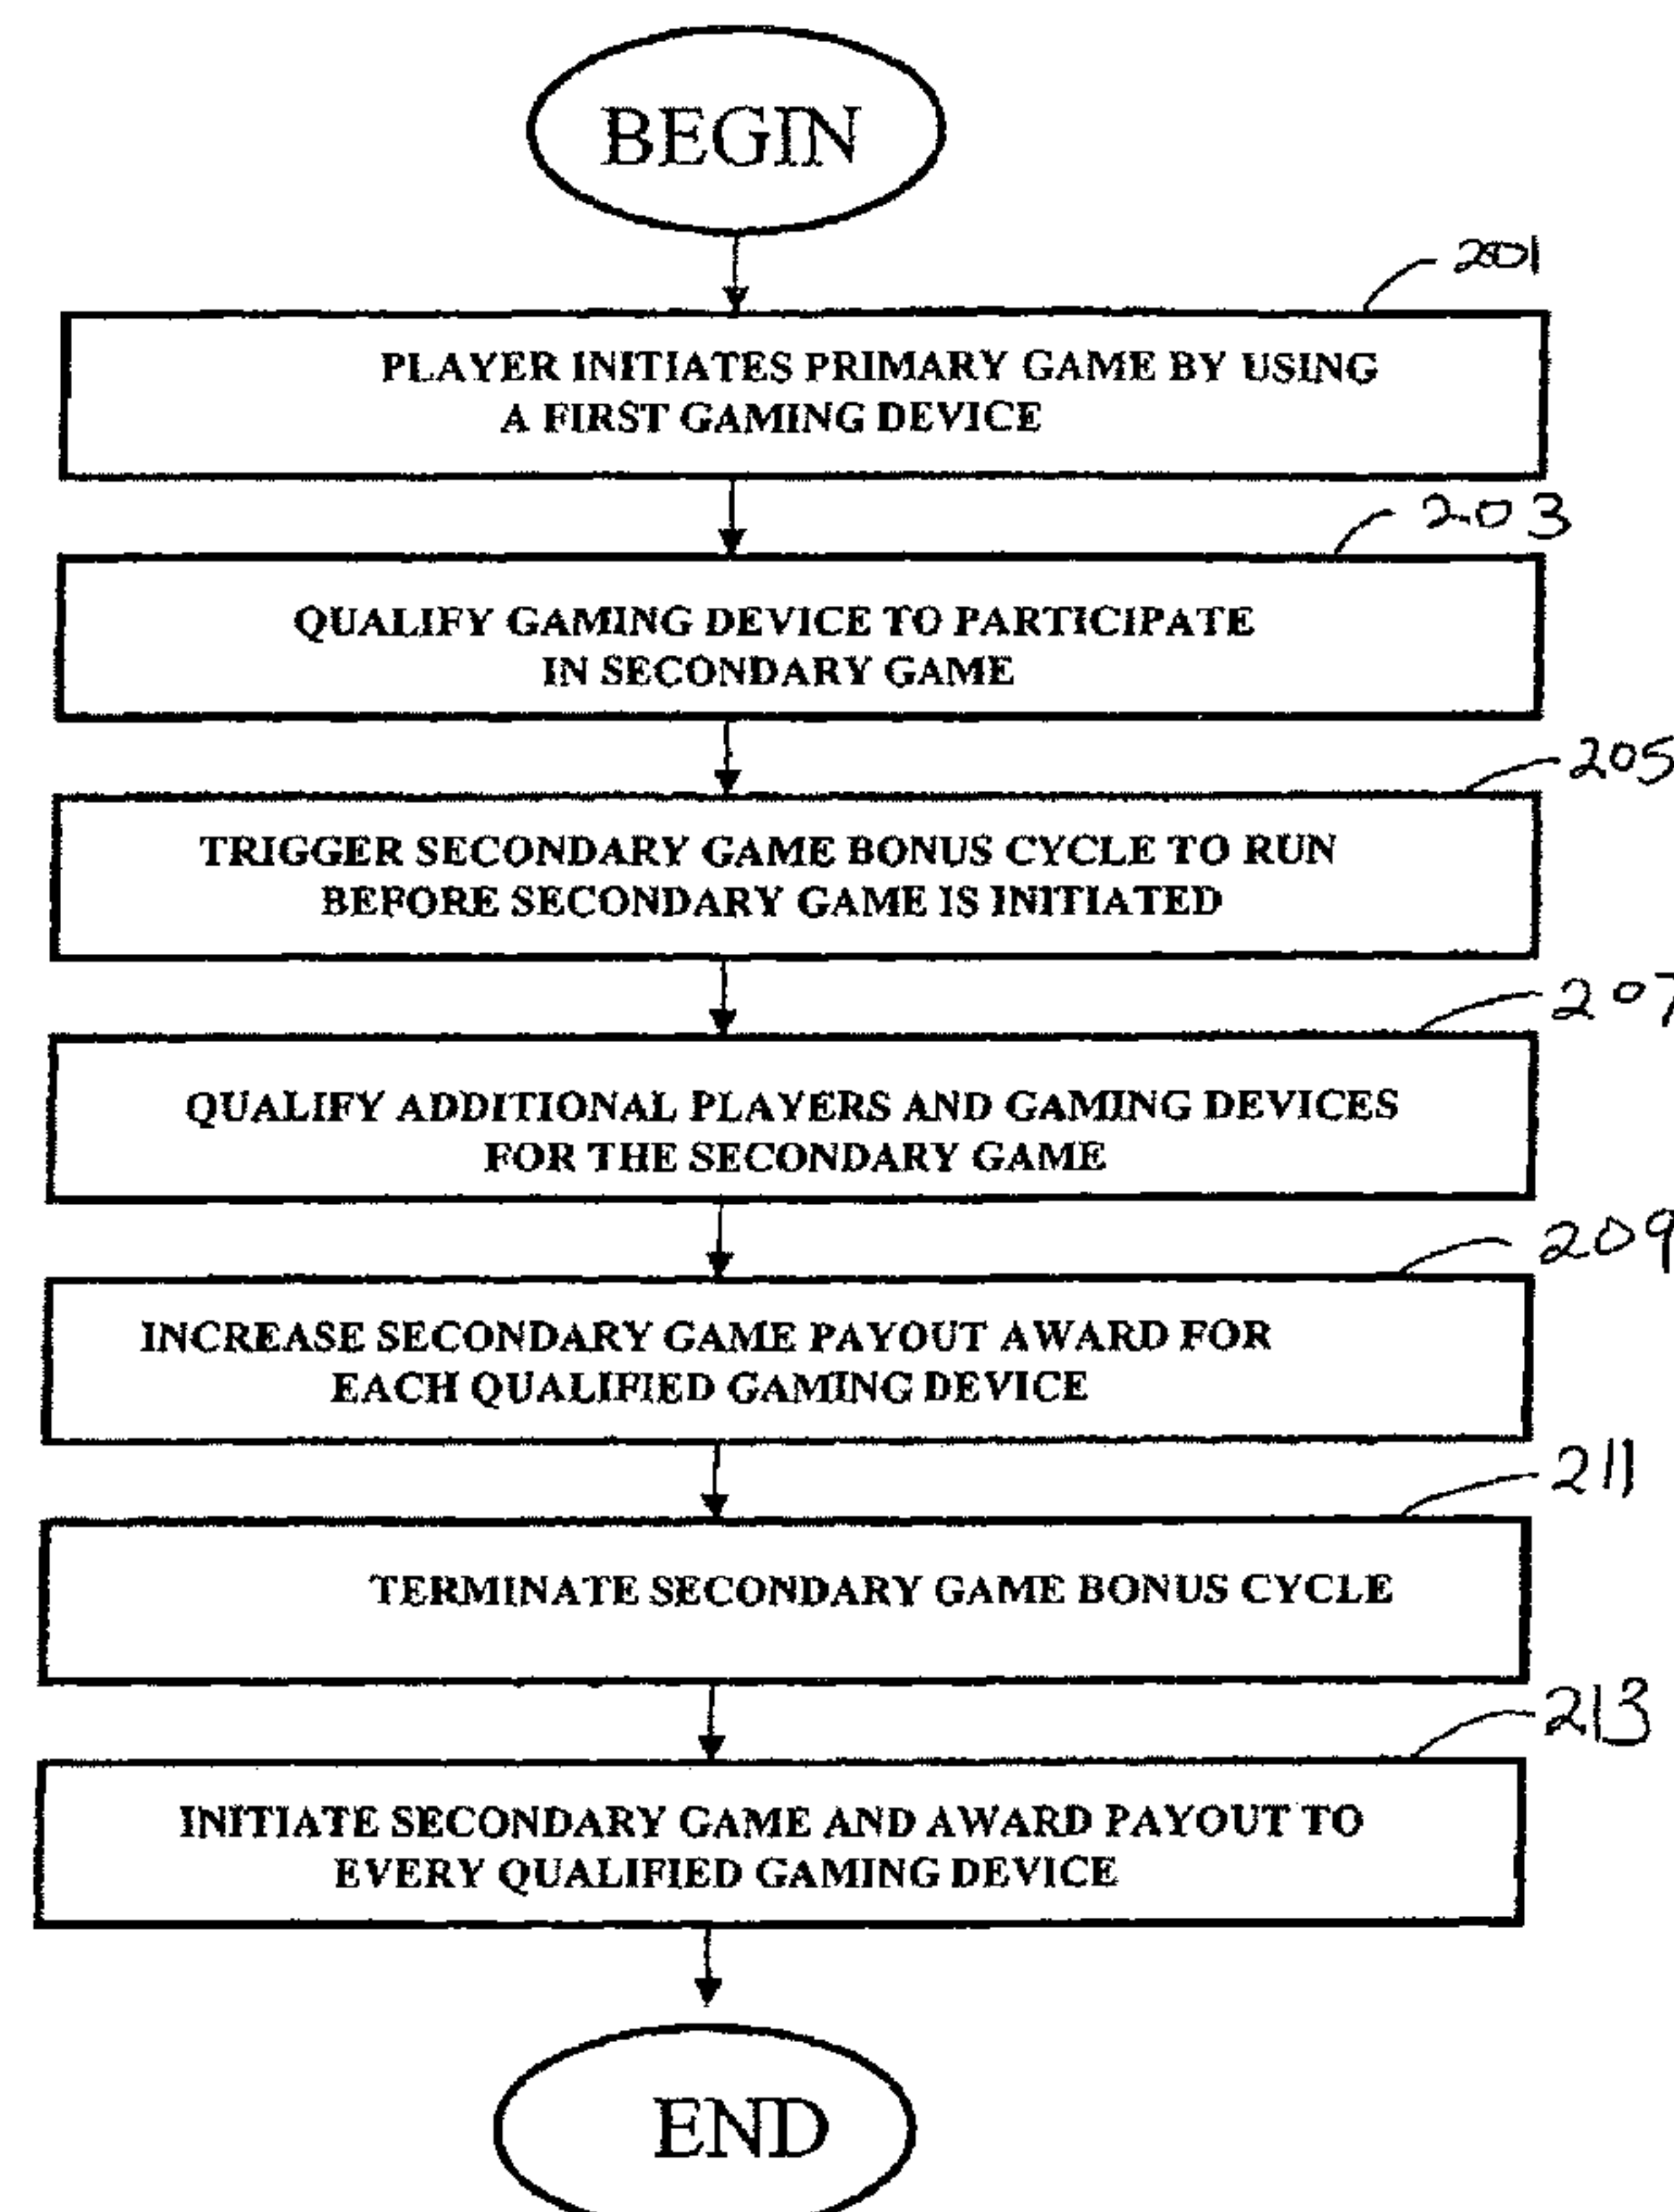 BEGIN
201
PLAYER INITIATES PRIMARY GAME BY USING
A FIRST GAMING DEVICE
203
QUALIFY GAMING DEVICE TO PARTICIPATE
IN SECONDARY GAME
205
TRIGGER SECONDARY GAME BONUS CYCLE TO RUN
BEFORE SECONDARY GAME IS INITIATED
207
QUALIFY ADDITIONAL PLAYERS AND GAMING DEVICES
FOR THE SECONDARY GAME
209
INCREASE SECONDARY GAME PAYOUT AWARD FOR
EACH QUALIFIED GAMING DEVICE
211
TERMINATE SECONDARY GAME BONUS CYCLE
213
INITIATE SECONDARY GAME AND AWARD PAYOUT TO
EVERY QUALIFIED GAMING DEVICE
END